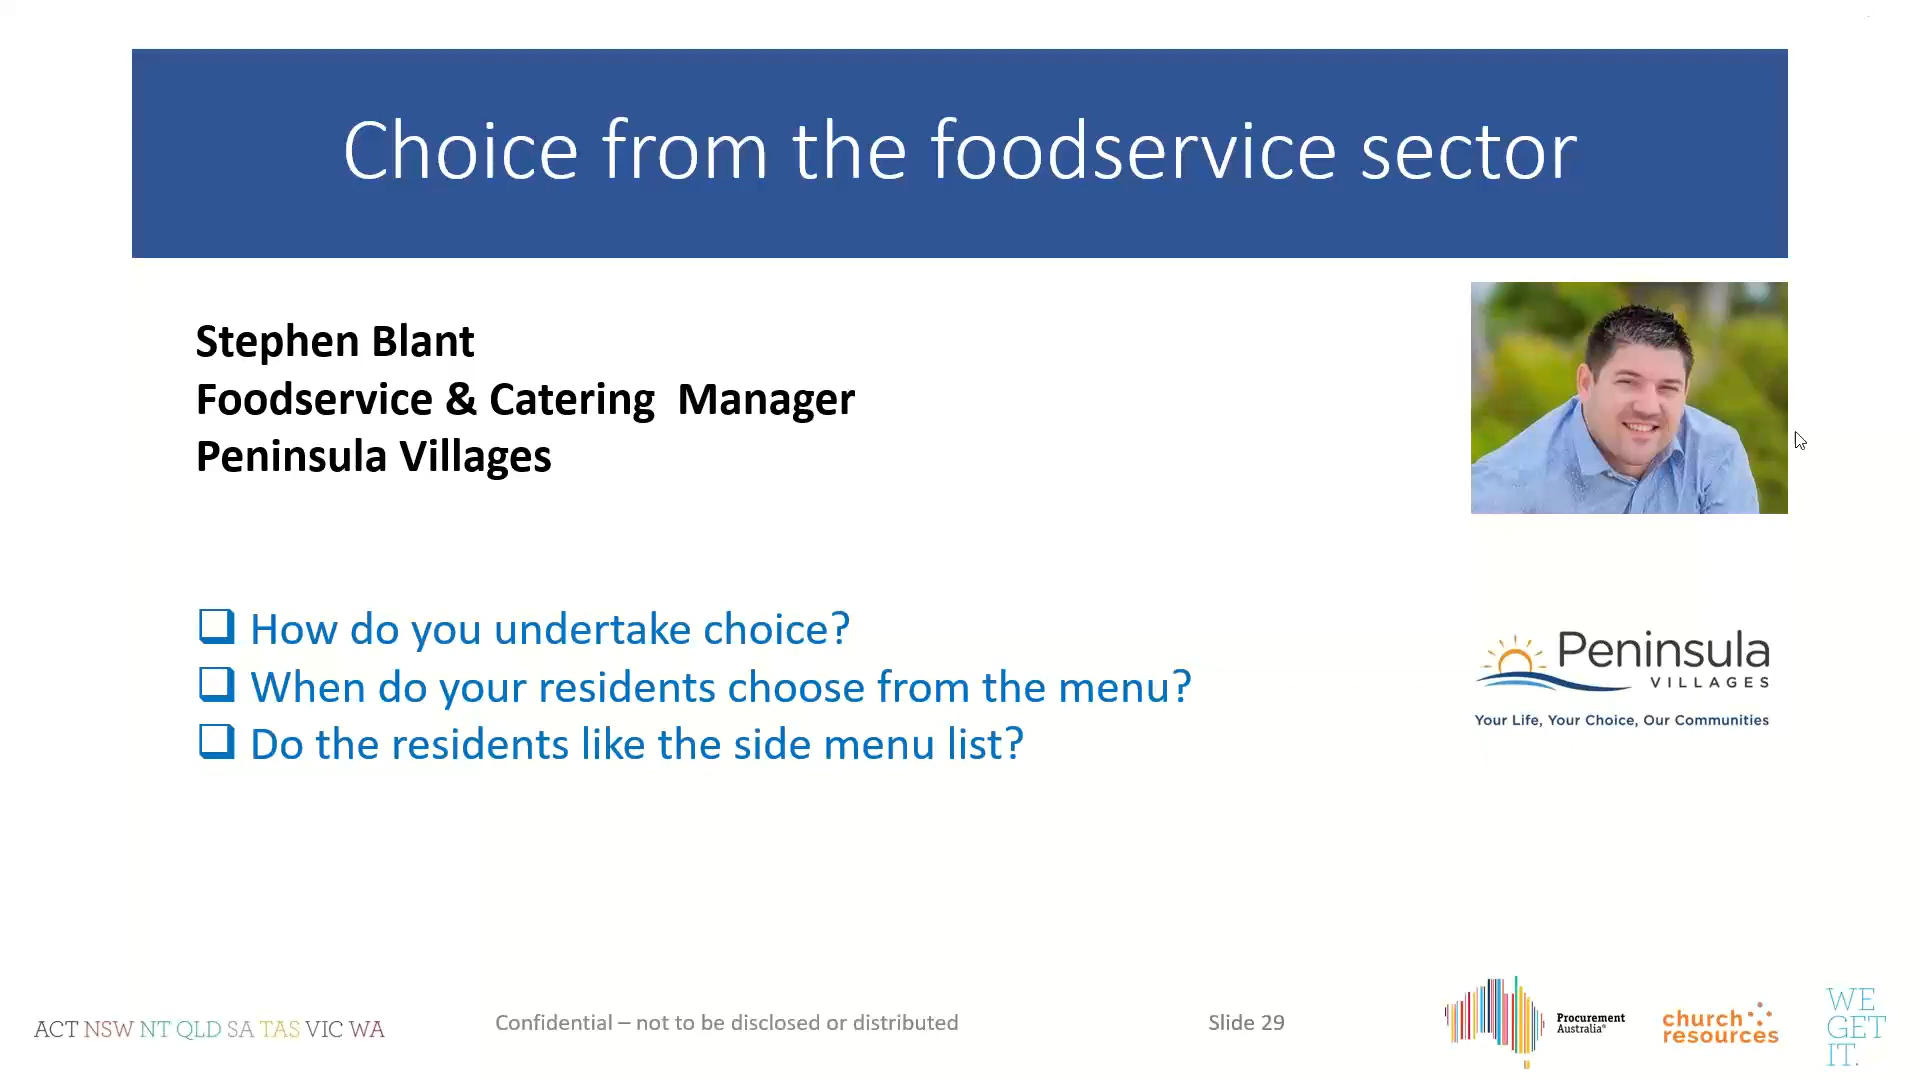 Choice from the foodservice sector
Stephen Blant
Foodservice & Catering Manager
Peninsula Villages
❑ How do you undertake choice?
❑ When do your residents choose from the menu?
❑ Do the residents like the side menu list?
Peninsula
VILLAGES
Your Life, Your Choice, Our Communities
ACT NSW NT QLD SA TAS VIC WA
Confidential – not to be disclosed or distributed
Slide 29
Procurement
Australia®
church
resources
WE
GET
IT.